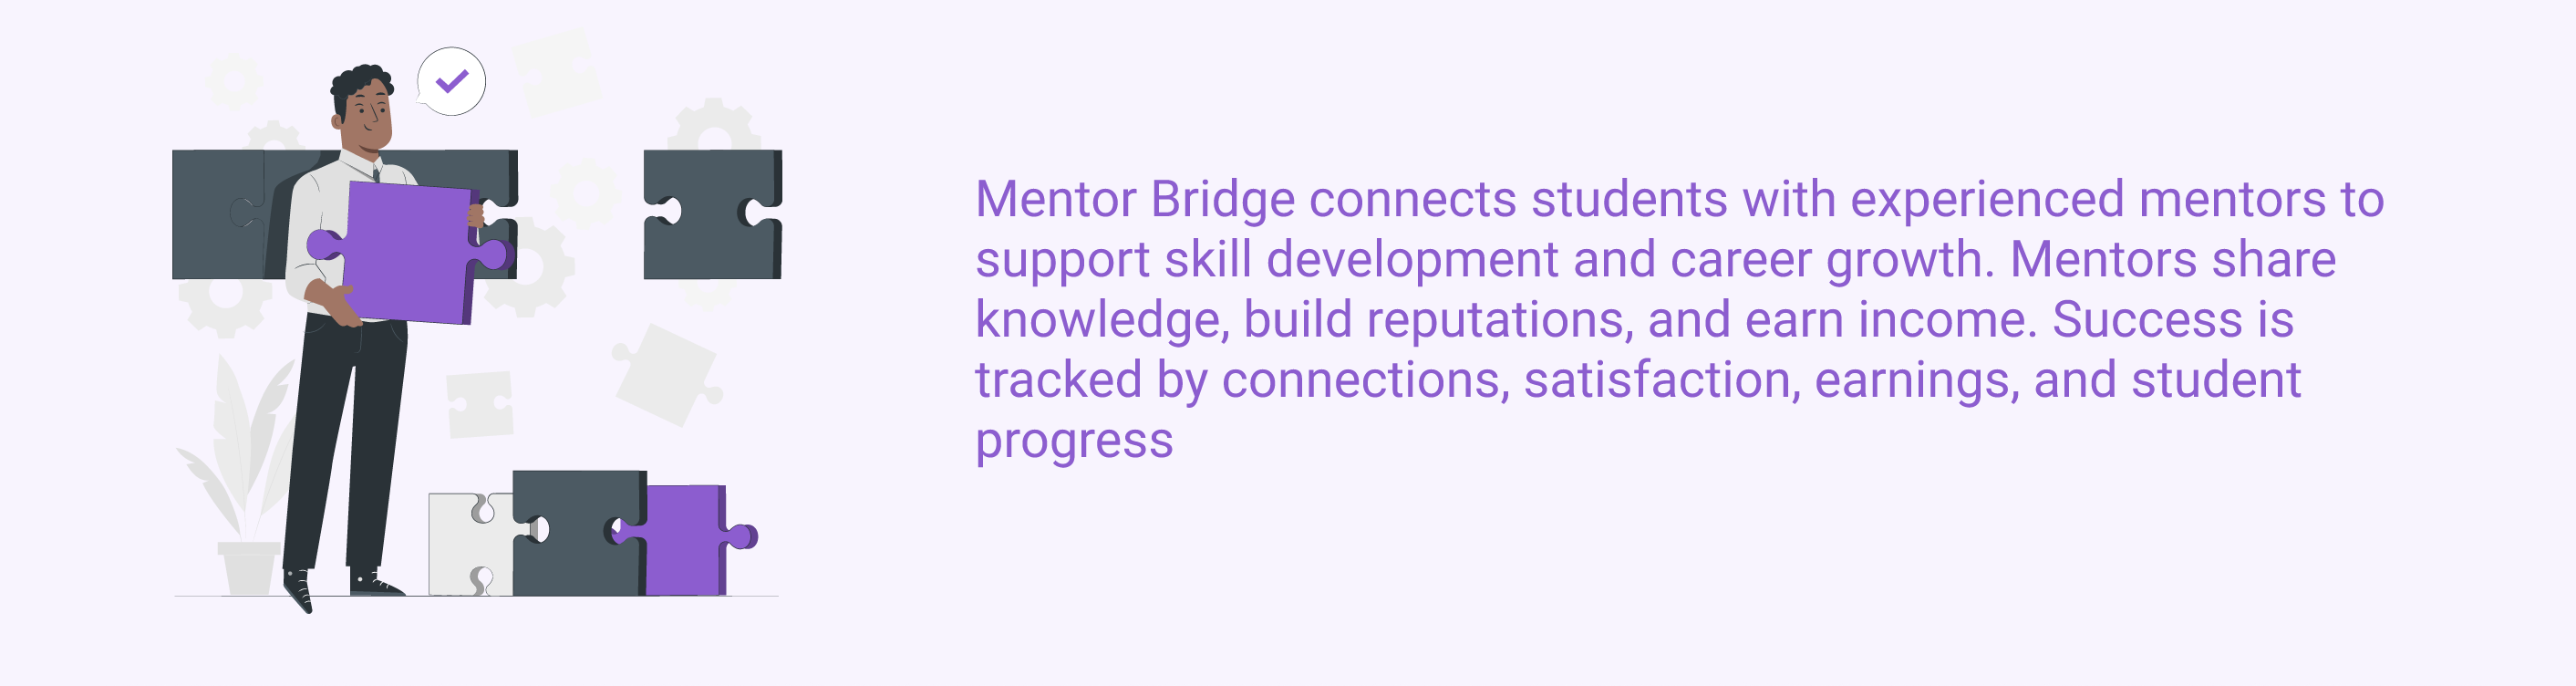 Mentor Bridge connects students with experienced mentors to
support skill development and career growth. Mentors share
knowledge, build reputations, and earn income. Success is
tracked by connections, satisfaction, earnings, and student
progress